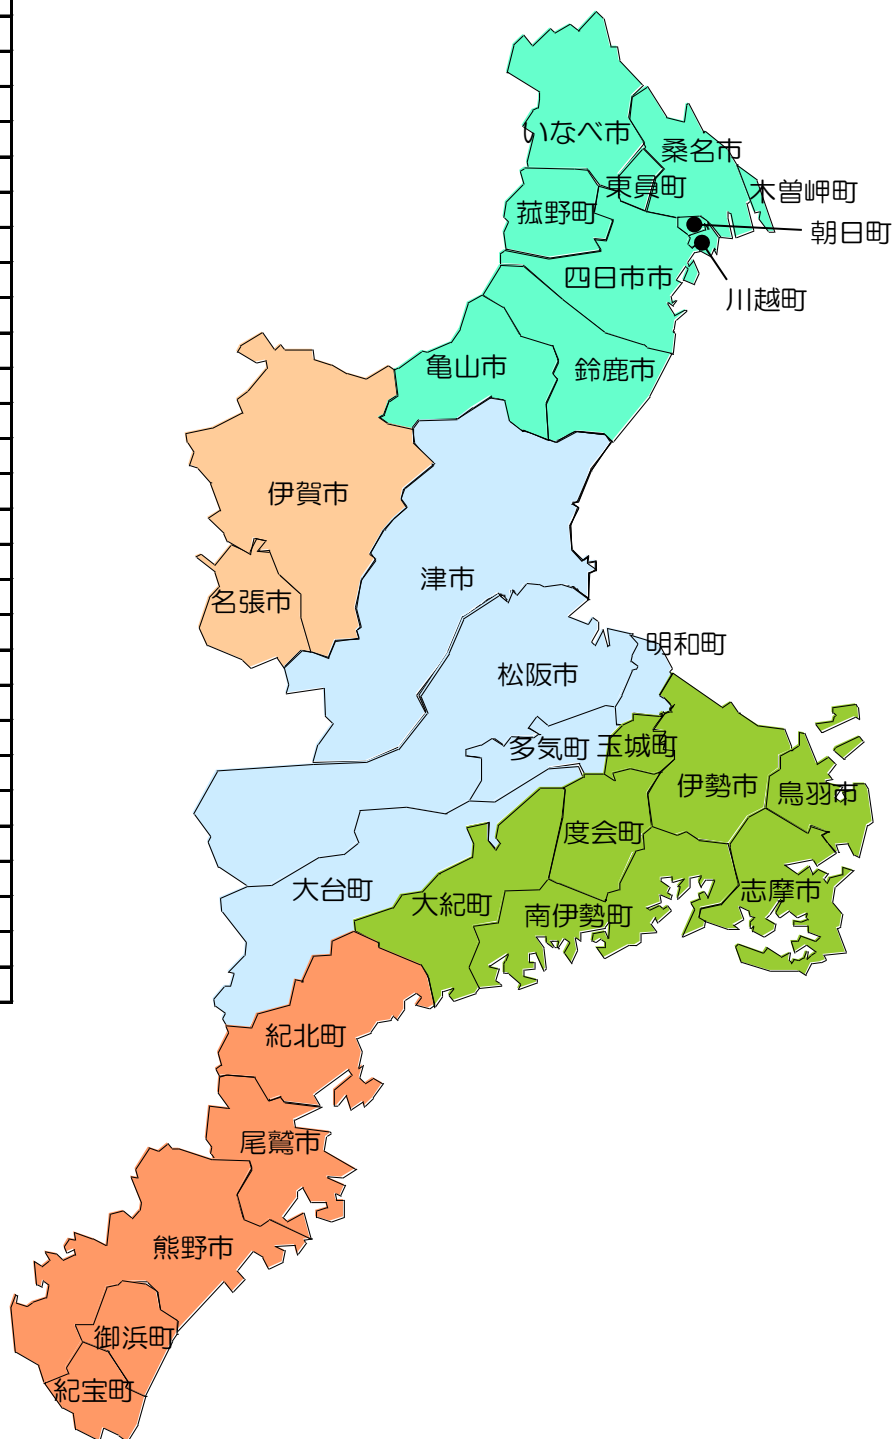 いなべ市
桑名市
東員町
木曽岬町
菰野町
朝日町
四日市市
川越町
亀山市
鈴鹿市
伊賀市
津市
名張市
明和町
松阪市
多気町
玉城町
伊勢市
鳥羽市
度会町
大台町
志摩市
大紀町
南伊勢町
紀北町
尾鷲市
熊野市
御浜町
紀宝町